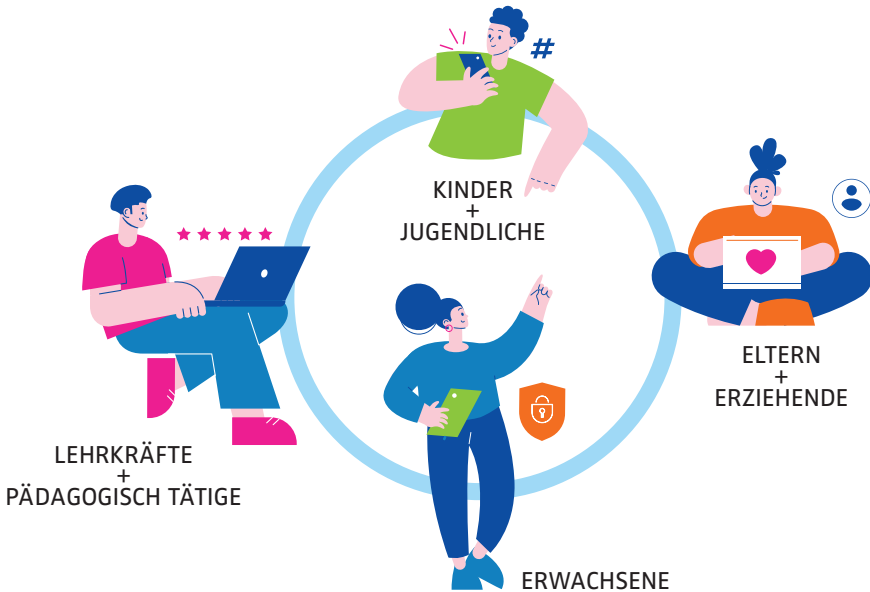 #
KINDER
+
JUGENDLICHE
ELTERN
+
ERZIEHENDE
LEHRKRÄFTE
+
PÄDAGOGISCH TÄTIGE
ERWACHSENE